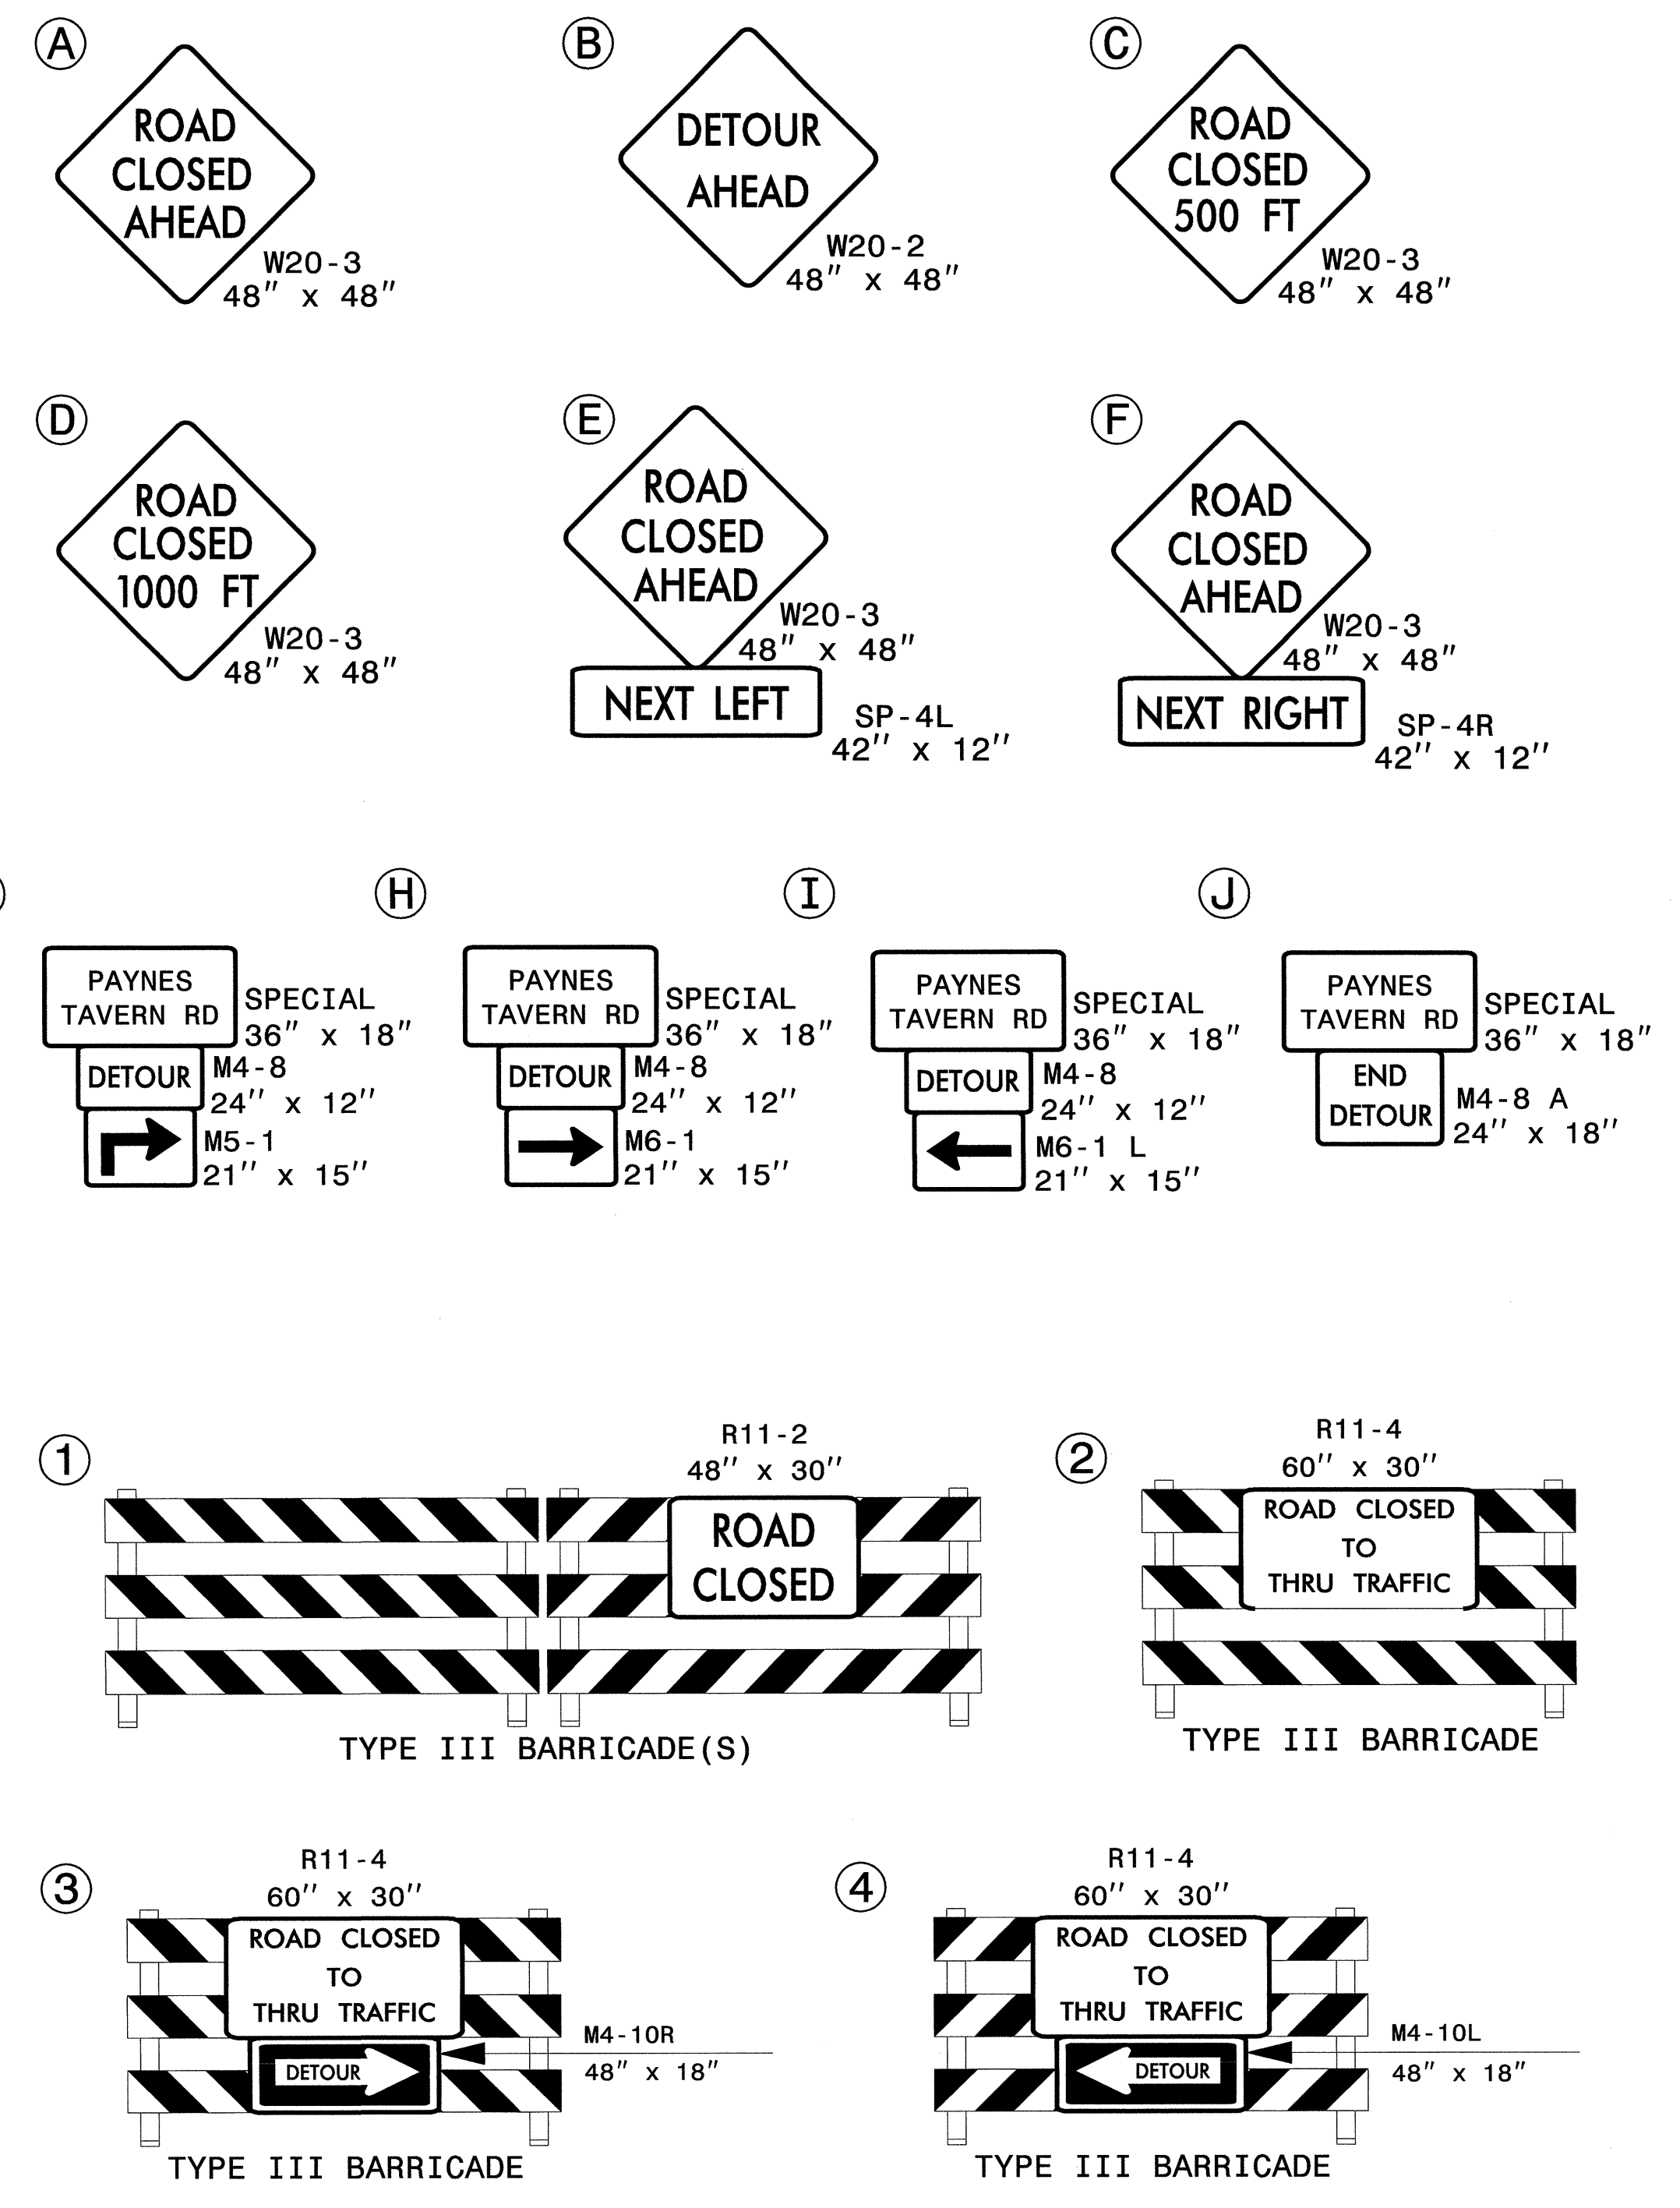 A
ROAD
CLOSED
AHEAD
W20-3
48" x 48"
B
DETOUR
AHEAD
W20-2
48" x 48"
C
ROAD
CLOSED
500 FT
W20-3
48" x 48"
D
ROAD
CLOSED
1000 FT
W20-3
48" x 48"
E
ROAD
CLOSED
AHEAD
W20-3
48" x 48"
NEXT LEFT
SP-4L
42" x 12"
F
ROAD
CLOSED
AHEAD
W20-3
48" x 48"
NEXT RIGHT
SP-4R
42" x 12"
PAYNES
TAVERN RD
SPECIAL
36" x 18"
DETOUR
M4-8
24" x 12"
M5-1
21" x 15"
H
PAYNES
TAVERN RD
SPECIAL
36" x 18"
DETOUR
M4-8
24" x 12"
M6-1
21" x 15"
I
PAYNES
TAVERN RD
SPECIAL
36" x 18"
DETOUR
M4-8
24" x 12"
M6-1 L
21" x 15"
J
PAYNES
TAVERN RD
SPECIAL
36" x 18"
END
DETOUR
M4-8 A
24" x 18"
1
R11-2
48" x 30"
ROAD
CLOSED
TYPE III BARRICADE(S)
2
R11-4
60" x 30"
ROAD CLOSED
TO
THRU TRAFFIC
TYPE III BARRICADE
3
R11-4
60" x 30"
ROAD CLOSED
TO
THRU TRAFFIC
DETOUR
M4-10R
48" x 18"
TYPE III BARRICADE
4
R11-4
60" x 30"
ROAD CLOSED
TO
THRU TRAFFIC
DETOUR
M4-10L
48" x 18"
TYPE III BARRICADE